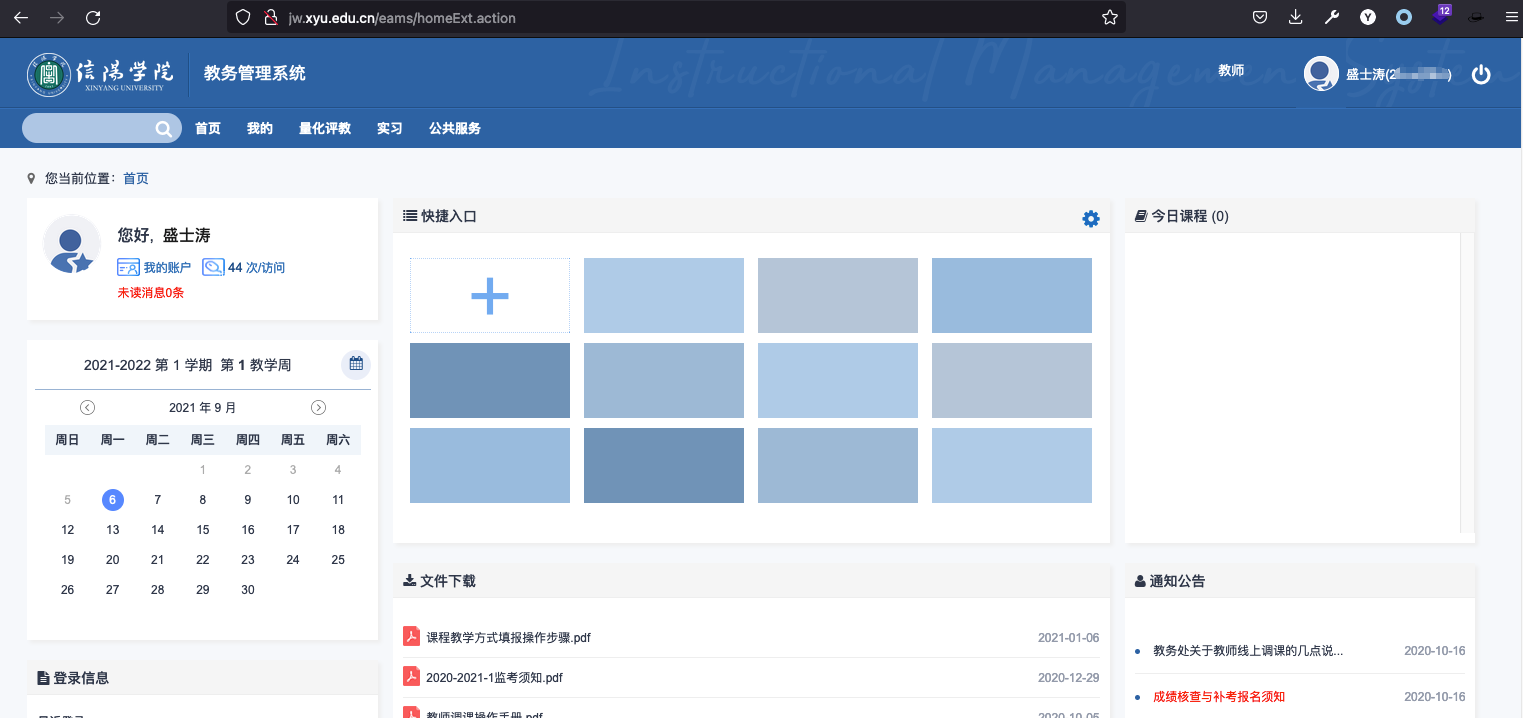 jw.xyu.edu.cn/eams/homeExt.action
12
信阳学院
XINYANG UNIVERSITY
教务管理系统
Instructional Management System
教师
盛士涛(2
首页 我的 量化评教 实习 公共服务
您当前位置： 首页
您好，盛士涛
我的账户 44 次/访问
未读消息0条
2021-2022 第 1 学期 第 1 教学周
2021 年 9 月
周日 周一 周二 周三 周四 周五 周六
1 2 3 4
5 6 7 8 9 10 11
12 13 14 15 16 17 18
19 20 21 22 23 24 25
26 27 28 29 30
登录信息
快捷入口
今日课程 (0)
文件下载
课程教学方式填报操作步骤.pdf 2021-01-06
2020-2021-1监考须知.pdf 2020-12-29
教师调课操作手册.pdf 2020-10-05
通知公告
教务处关于教师线上调课的几点说... 2020-10-16
成绩核查与补考报名须知 2020-10-16